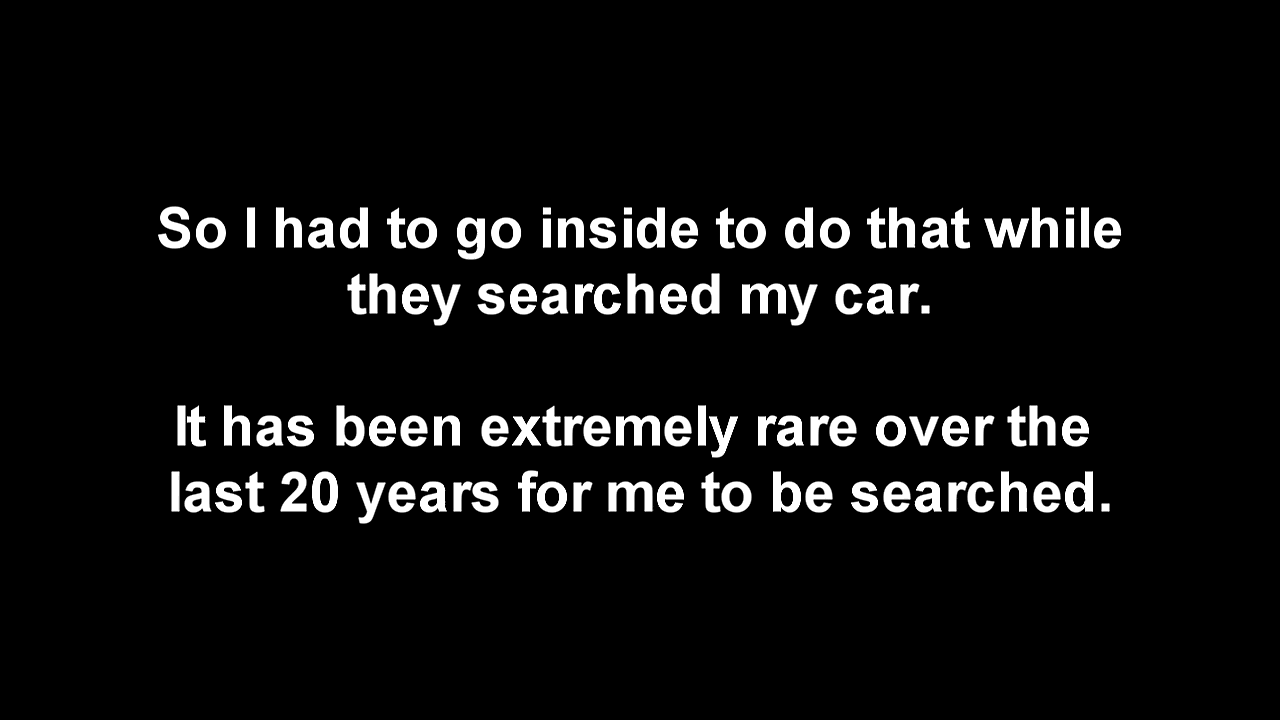 So I had to go inside to do that while
they searched my car.
It has been extremely rare over the
last 20 years for me to be searched.